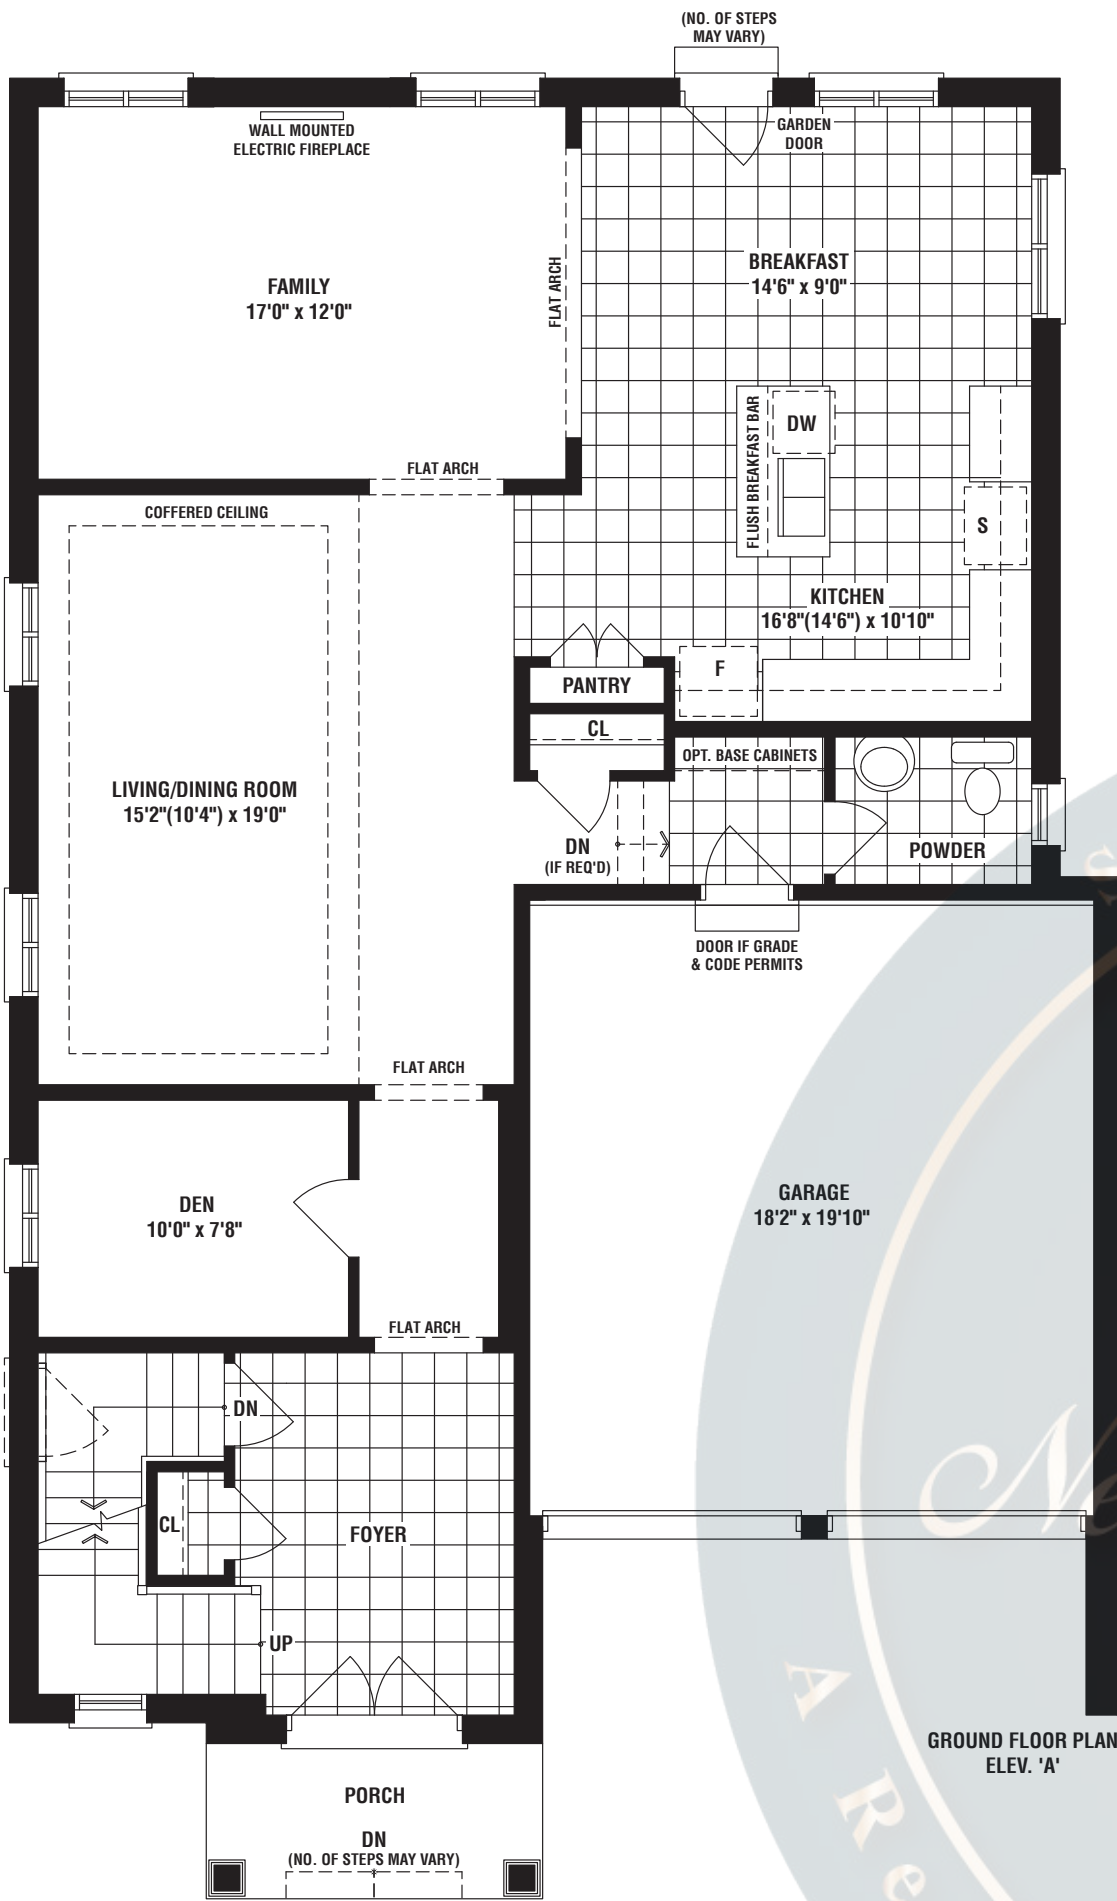 (NO. OF STEPS
MAY VARY)
WALL MOUNTED
ELECTRIC FIREPLACE
GARDEN
DOOR
FAMILY
17'0" x 12'0"
FLAT ARCH
BREAKFAST
14'6" x 9'0"
FLUSH BREAKFAST BAR
DW
FLAT ARCH
COFFERED CEILING
S
KITCHEN
16'8"(14'6") x 10'10"
F
PANTRY
CL
OPT. BASE CABINETS
LIVING/DINING ROOM
15'2"(10'4") x 19'0"
DN
(IF REQ'D)
POWDER
DOOR IF GRADE
& CODE PERMITS
FLAT ARCH
DEN
10'0" x 7'8"
GARAGE
18'2" x 19'10"
FLAT ARCH
DN
CL
FOYER
UP
GROUND FLOOR PLAN
ELEV. 'A'
PORCH
DN
(NO. OF STEPS MAY VARY)